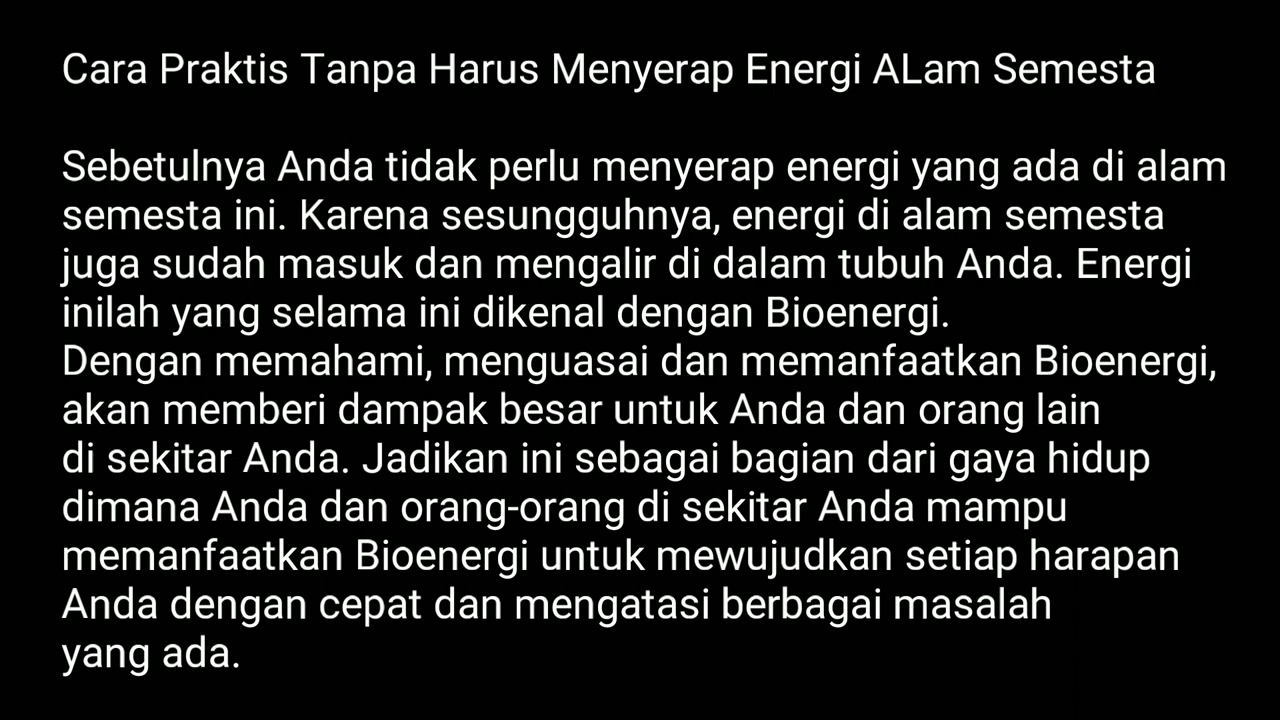 Cara Praktis Tanpa Harus Menyerap Energi ALam Semesta
Sebetulnya Anda tidak perlu menyerap energi yang ada di alam
semesta ini. Karena sesungguhnya, energi di alam semesta
juga sudah masuk dan mengalir di dalam tubuh Anda. Energi
inilah yang selama ini dikenal dengan Bioenergi.
Dengan memahami, menguasai dan memanfaatkan Bioenergi,
akan memberi dampak besar untuk Anda dan orang lain
di sekitar Anda. Jadikan ini sebagai bagian dari gaya hidup
dimana Anda dan orang-orang di sekitar Anda mampu
memanfaatkan Bioenergi untuk mewujudkan setiap harapan
Anda dengan cepat dan mengatasi berbagai masalah
yang ada.